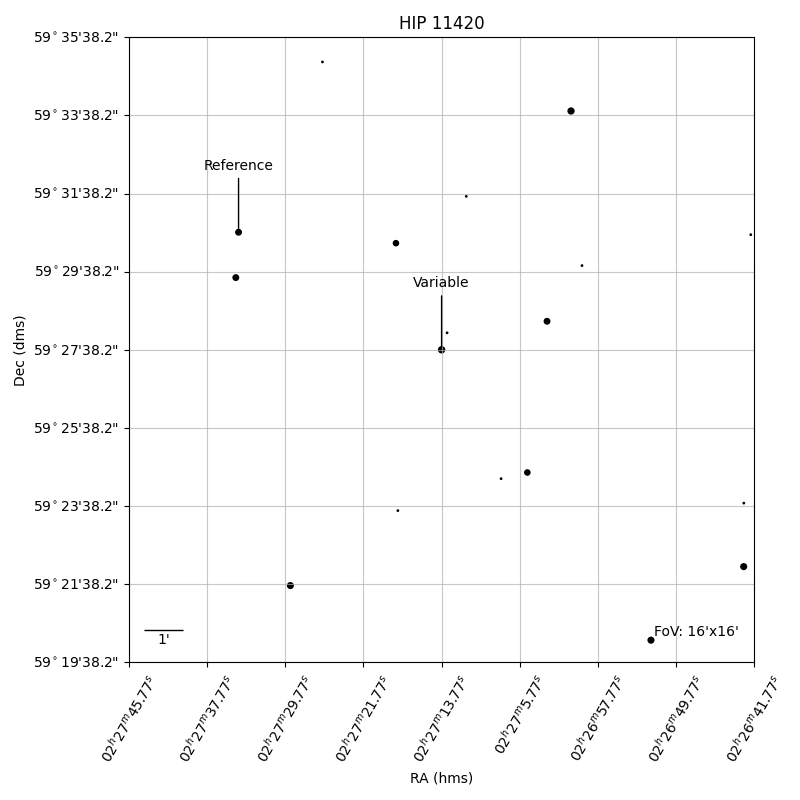 HIP 11420
59°35'38.2"
59°33'38.2"
Reference
59°31'38.2"
59°29'38.2"
Variable
59°27'38.2"
Dec (dms)
59°25'38.2"
59°23'38.2"
59°21'38.2"
FoV: 16'x16'
1'
59°19'38.2"
02h27m45.77s
02h27m37.77s
02h27m29.77s
02h27m21.77s
02h27m13.77s
02h27m5.77s
02h26m57.77s
02h26m49.77s
02h26m41.77s
RA (hms)